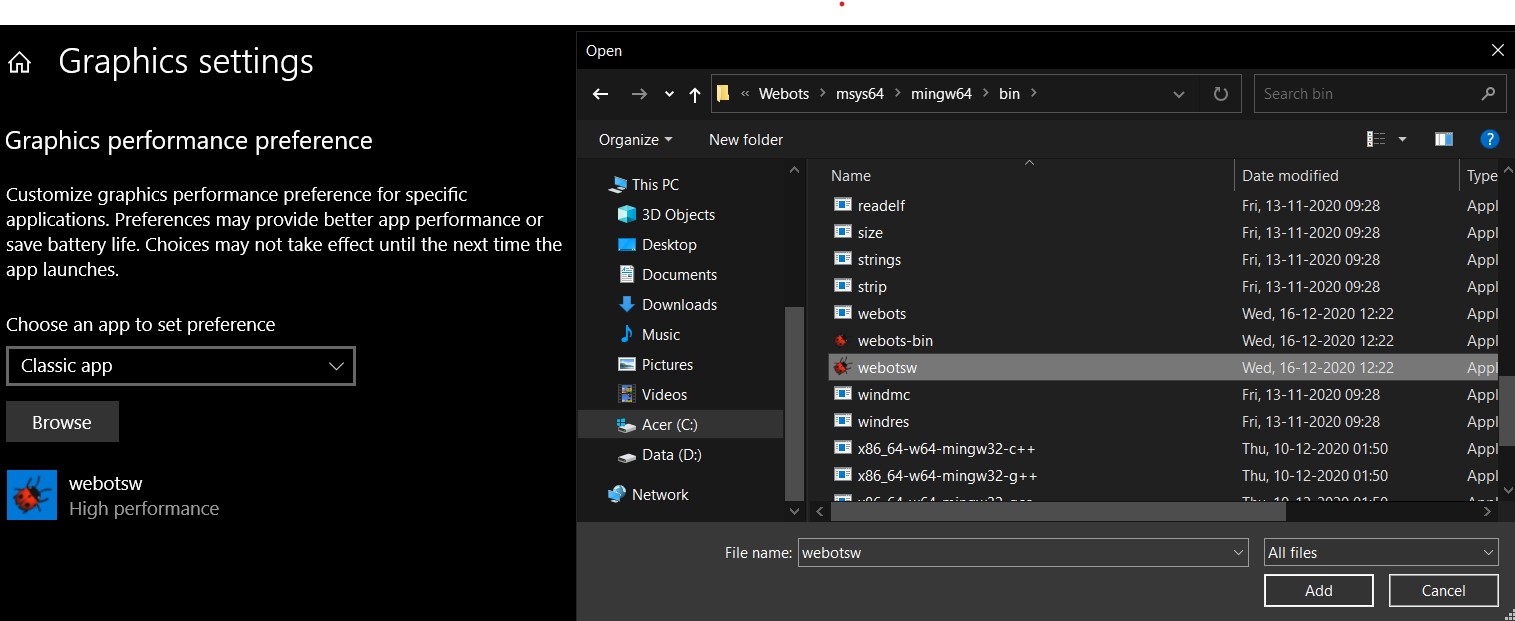 Graphics settings
Graphics performance preference
Customize graphics performance preference for specific
applications. Preferences may provide better app performance or
save battery life. Choices may not take effect until the next time the
app launches.
Choose an app to set preference
Classic app
Browse
webotsw
High performance
Open
« Webots > msys64 > mingw64 > bin >
Search bin
Organize
New folder
?
This PC
3D Objects
Desktop
Documents
Downloads
Music
Pictures
Videos
Acer (C:)
Data (D:)
Network
Name Date modified Type
readelf Fri, 13-11-2020 09:28 Appl
size Fri, 13-11-2020 09:28 Appl
strings Fri, 13-11-2020 09:28 Appl
strip Fri, 13-11-2020 09:28 Appl
webots Wed, 16-12-2020 12:22 Appl
webots-bin Wed, 16-12-2020 12:22 Appl
webotsw Wed, 16-12-2020 12:22 Appl
windmc Fri, 13-11-2020 09:28 Appl
windres Fri, 13-11-2020 09:28 Appl
x86_64-w64-mingw32-c++ Thu, 10-12-2020 01:50 Appl
x86_64-w64-mingw32-g++ Thu, 10-12-2020 01:50 Appl
File name: webotsw
All files
Add
Cancel